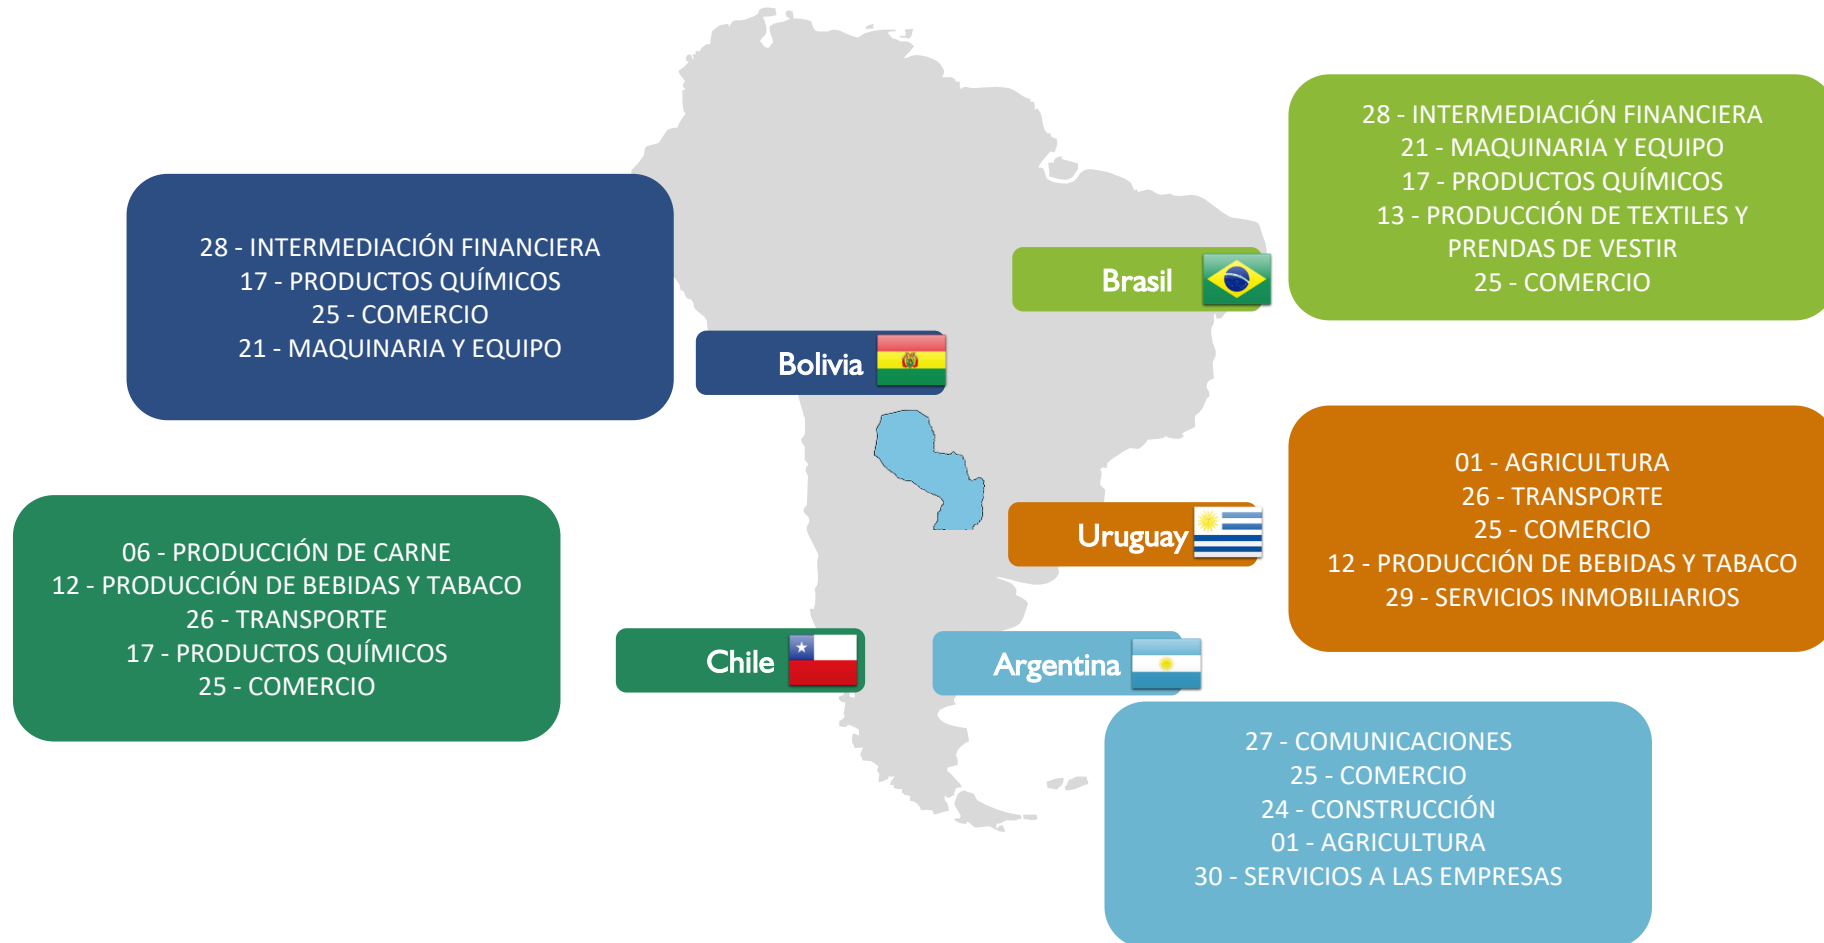 28 - INTERMEDIACIÓN FINANCIERA
17 - PRODUCTOS QUÍMICOS
25 - COMERCIO
21 - MAQUINARIA Y EQUIPO
Bolivia
28 - INTERMEDIACIÓN FINANCIERA
21 - MAQUINARIA Y EQUIPO
17 - PRODUCTOS QUÍMICOS
13 - PRODUCCIÓN DE TEXTILES Y
PRENDAS DE VESTIR
25 - COMERCIO
Brasil
01 - AGRICULTURA
26 - TRANSPORTE
25 - COMERCIO
12 - PRODUCCIÓN DE BEBIDAS Y TABACO
29 - SERVICIOS INMOBILIARIOS
Uruguay
06 - PRODUCCIÓN DE CARNE
12 - PRODUCCIÓN DE BEBIDAS Y TABACO
26 - TRANSPORTE
17 - PRODUCTOS QUÍMICOS
25 - COMERCIO
Chile
Argentina
27 - COMUNICACIONES
25 - COMERCIO
24 - CONSTRUCCIÓN
01 - AGRICULTURA
30 - SERVICIOS A LAS EMPRESAS